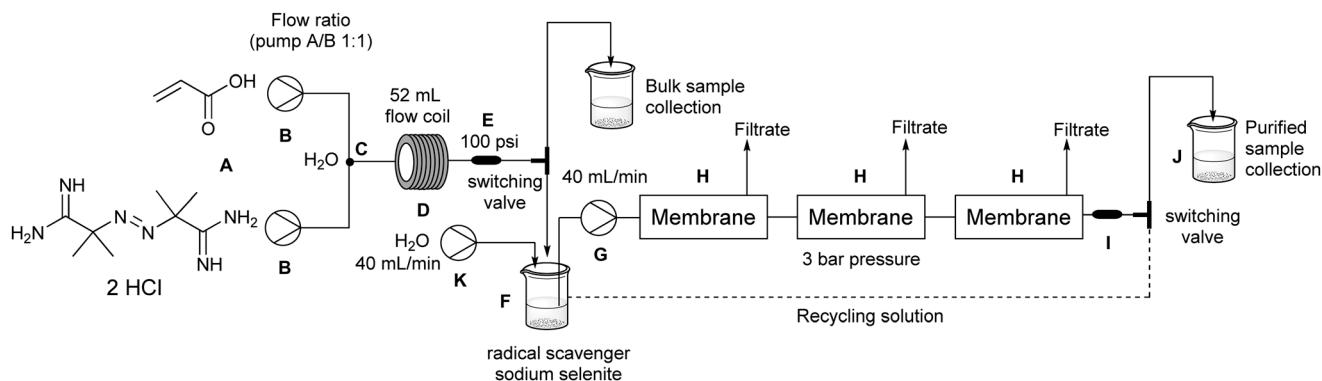 Flow ratio
(pump A/B 1:1)
OH
O
B
A
H₂O
C
NH
H₂N
N
N
NH₂
NH
2 HCl
B
52 mL
flow coil
D
E
100 psi
switching
valve
Bulk sample
collection
H₂O
40 mL/min
K
F
radical scavenger
sodium selenite
40 mL/min
G
Filtrate
H
Membrane
Filtrate
H
Membrane
3 bar pressure
Filtrate
H
Membrane
I
switching
valve
J
Purified
sample
collection
Recycling solution